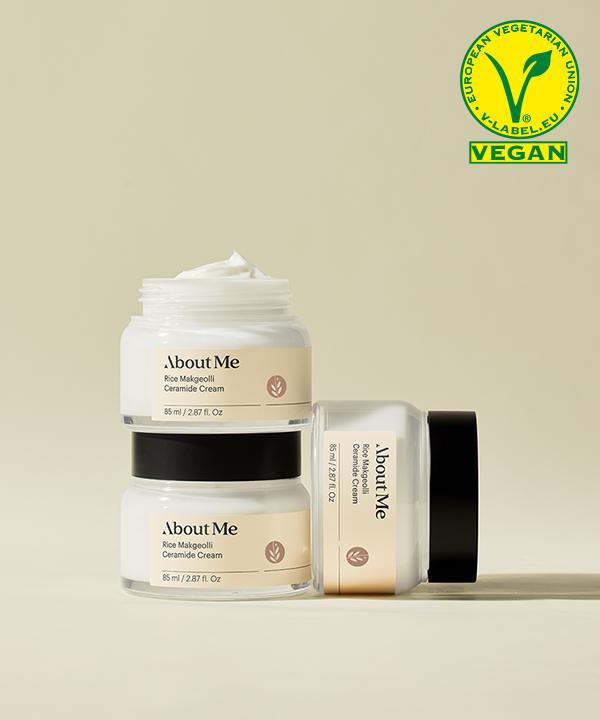 EUROPEAN VEGETARIAN UNION
V-LABEL.EU
®
VEGAN
About Me
Rice Makgeolli
Ceramide Cream
85 ml / 2.87 fl. Oz
About Me
Rice Makgeolli
Ceramide Cream
85 ml / 2.87 fl. Oz
About Me
Rice Makgeolli
Ceramide Cream
85 ml / 2.87 fl. Oz